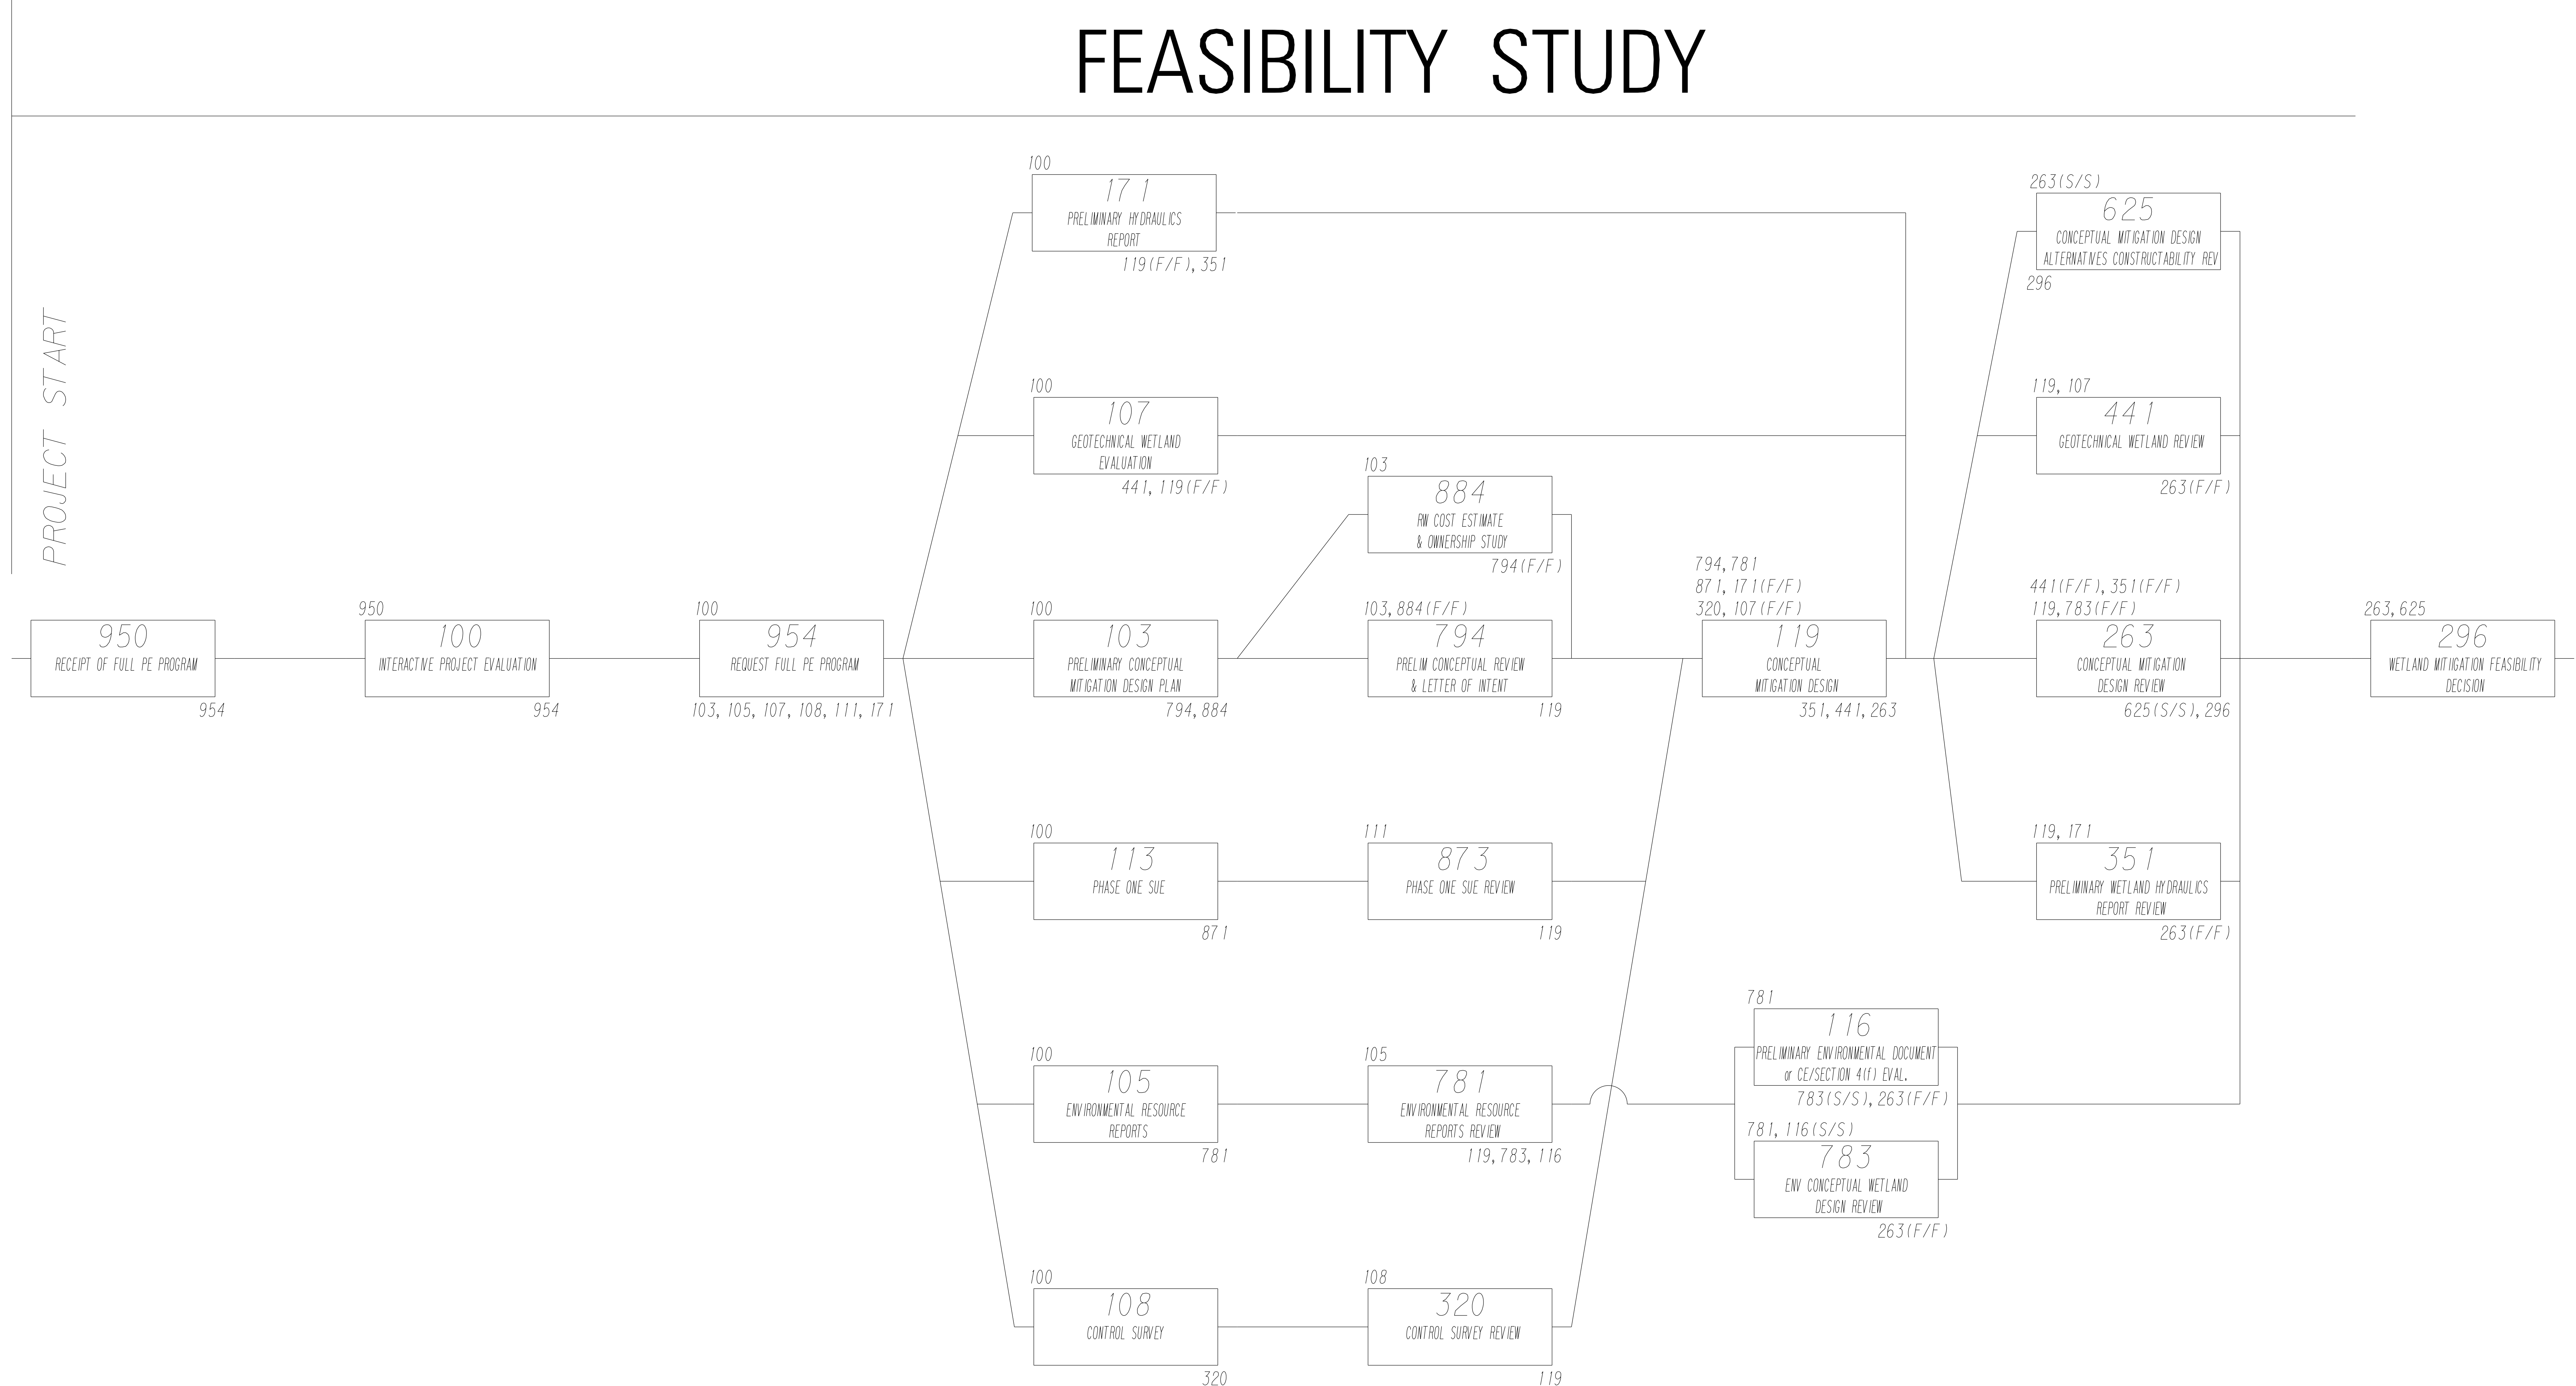 FEASIBILITY STUDY
PROJECT START
950
RECEIPT OF FULL PE PROGRAM
954
950
100
INTERACTIVE PROJECT EVALUATION
954
100
954
REQUEST FULL PE PROGRAM
103, 105, 107, 108, 111, 171
100
171
PRELIMINARY HYDRAULICS
REPORT
119(F/F), 351
100
107
GEOTECHNICAL WETLAND
EVALUATION
441, 119(F/F)
100
103
PRELIMINARY CONCEPTUAL
MITIGATION DESIGN PLAN
794, 884
100
113
PHASE ONE SUE
871
100
105
ENVIRONMENTAL RESOURCE
REPORTS
781
100
108
CONTROL SURVEY
320
103
884
RW COST ESTIMATE
& OWNERSHIP STUDY
794(F/F)
103, 884(F/F)
794
PRELIM CONCEPTUAL REVIEW
& LETTER OF INTENT
119
111
873
PHASE ONE SUE REVIEW
119
105
781
ENVIRONMENTAL RESOURCE
REPORTS REVIEW
119, 783, 116
108
320
CONTROL SURVEY REVIEW
119
794, 781
871, 171(F/F)
320, 107(F/F)
119
CONCEPTUAL
MITIGATION DESIGN
351, 441, 263
781
116
PRELIMINARY ENVIRONMENTAL DOCUMENT
or CE/SECTION 4(f) EVAL.
783(S/S), 263(F/F)
781, 116(S/S)
783
ENV CONCEPTUAL WETLAND
DESIGN REVIEW
263(F/F)
263(S/S)
625
CONCEPTUAL MITIGATION DESIGN
ALTERNATIVES CONSTRUCTABILITY REV
296
119, 107
441
GEOTECHNICAL WETLAND REVIEW
263(F/F)
441(F/F), 351(F/F)
119, 783(F/F)
263
CONCEPTUAL MITIGATION
DESIGN REVIEW
625(S/S), 296
119, 171
351
PRELIMINARY WETLAND HYDRAULICS
REPORT REVIEW
263(F/F)
263, 625
296
WETLAND MITIIGATION FEASIBILITY
DECISION